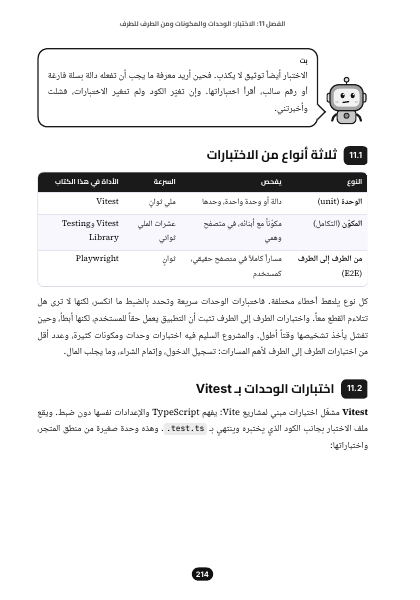 الفصل 11: الاختبار: الوحدات والمكونات ومن الطرف للطرف
بِت
الاختبار أيضاً توثيق لا يكذب. فحين أريد معرفة ما يجب أن تفعله دالة بسلة فارغة
أو رقم سالب، أقرأ اختباراتها. وإن تغيّر الكود ولم تتغير الاختبارات، فشلت
وأخبرتني.
11.1 ثلاثة أنواع من الاختبارات
النوع يفحص السرعة الأداة في هذا الكتاب
الوحدة (unit) دالة أو وحدة واحدة، وحدها ملي ثوانٍ Vitest
المكوّن (التكامل) مكوّناً مع أبنائه، في متصفح عشرات الملي Vitest وTesting
وهمي ثواني Library
من الطرف إلى الطرف مساراً كاملاً في متصفح حقيقي، ثوانٍ Playwright
(E2E) كمستخدم
كل نوع يلتقط أخطاء مختلفة. فاختبارات الوحدات سريعة وتحدد بالضبط ما انكسر، لكنها لا ترى هل
تتلاءم القطع معاً. واختبارات الطرف إلى الطرف تثبت أن التطبيق يعمل حقاً للمستخدم، لكنها أبطأ، وحين
تفشل يأخذ تشخيصها وقتاً أطول. والمشروع السليم فيه اختبارات وحدات ومكونات كثيرة، وعدد أقل
من اختبارات الطرف إلى الطرف لأهم المسارات: تسجيل الدخول، وإتمام الشراء، وما يجلب المال.
11.2 اختبارات الوحدات بـ Vitest
Vitest مشغّل اختبارات مبني لمشاريع Vite: يفهم TypeScript والإعدادات نفسها دون ضبط. ويقع
ملف الاختبار بجانب الكود الذي يختبره وينتهي بـ .test.ts. وهذه وحدة صغيرة من منطق المتجر،
واختباراتها:
214